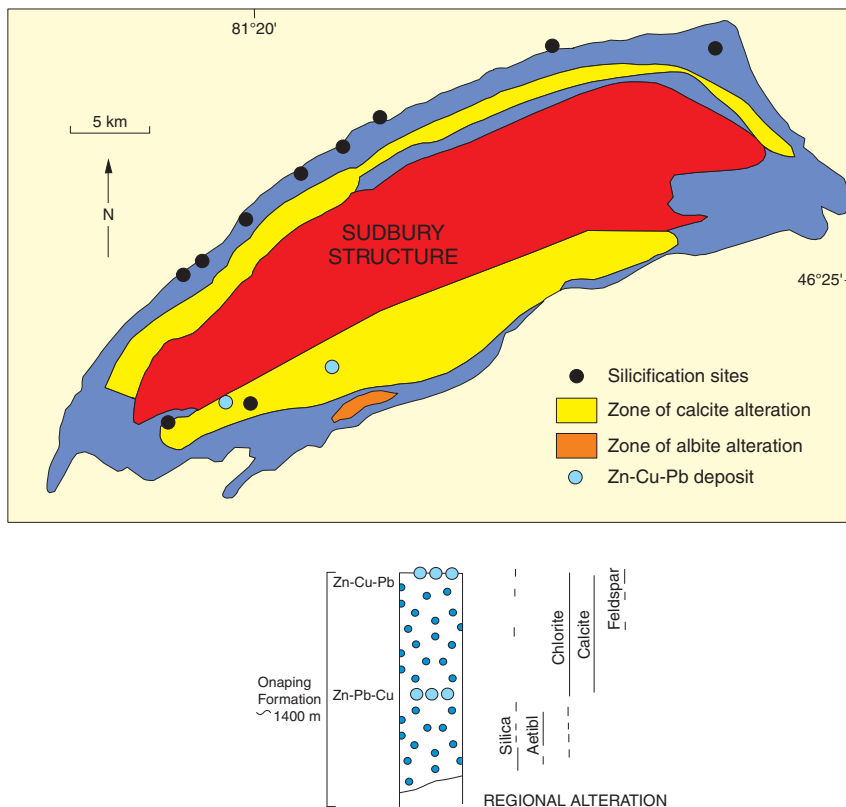 81°20'
5 km
N
SUDBURY
STRUCTURE
46°25'
Silicification sites
Zone of calcite alteration
Zone of albite alteration
Zn-Cu-Pb deposit
Zn-Cu-Pb
Onaping
Formation
~ 1400 m
Zn-Pb-Cu
Silica
Aetibl
Chlorite
Calcite
Feldspar
REGIONAL ALTERATION